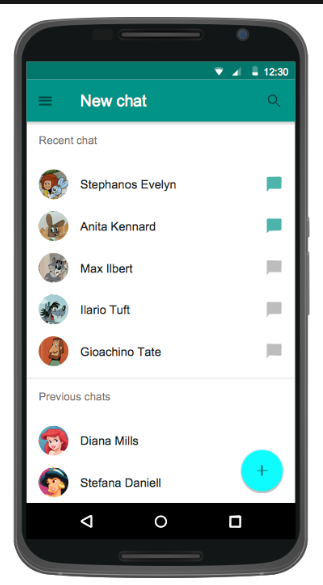 12:30
New chat
Recent chat
Stephanos Evelyn
Anita Kennard
Max Ilbert
Ilario Tuft
Gioachino Tate
Previous chats
Diana Mills
Stefana Daniell